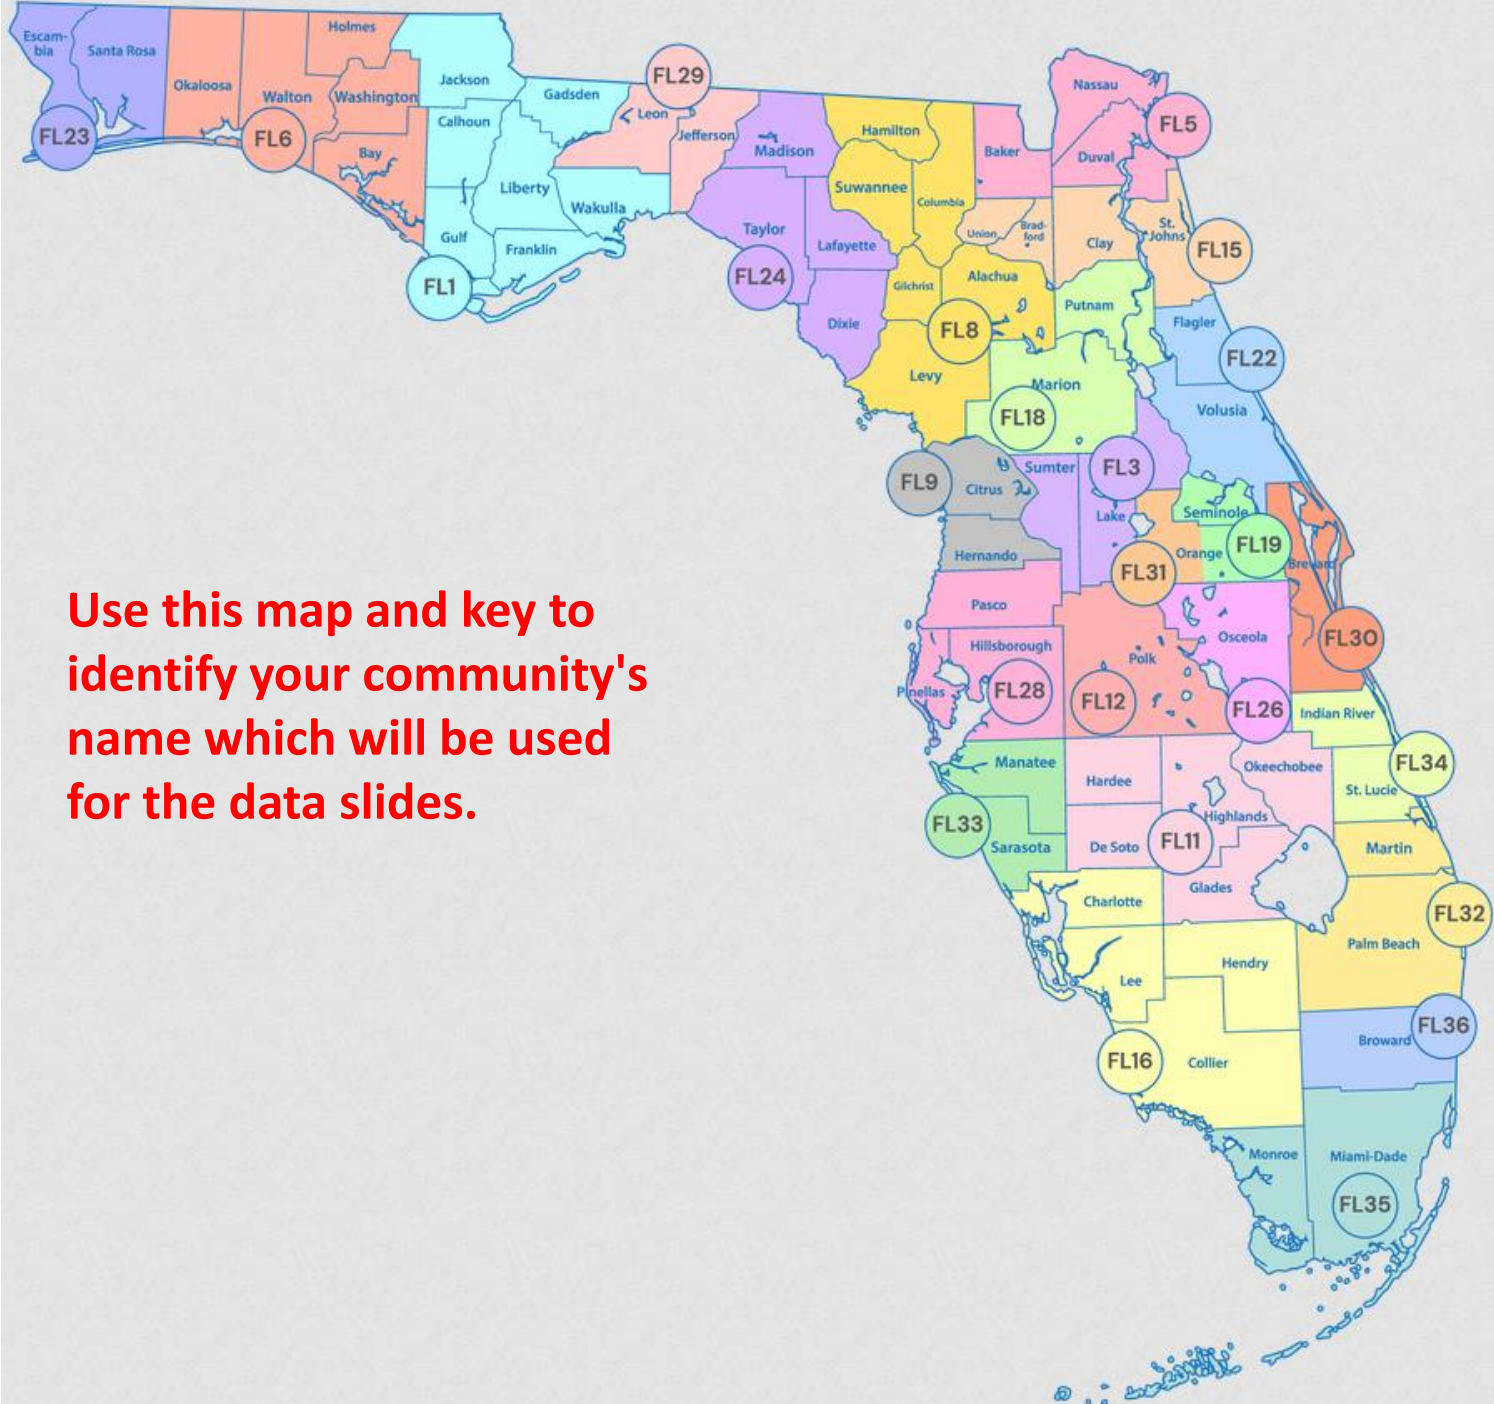 Escam-
bia
Santa Rosa
FL23
Okaloosa
Walton
Holmes
Washington
Bay
FL6
Jackson
Calhoun
Gadsden
Liberty
Gulf
Franklin
Wakulla
FL1
FL29
Leon
Jefferson
Madison
Taylor
Lafayette
Dixie
FL24
Hamilton
Suwannee
Columbia
Gilchrist
Alachua
Levy
FL8
Nassau
Duval
Baker
FL5
Union
Brad-
ford
Clay
St.
Johns
FL15
Putnam
Marion
FL18
Flagler
Volusia
FL22
FL9
Citrus
Hernando
Sumter
Lake
FL3
Seminole
FL19
Orange
FL31
Brevard
FL30
Pasco
Hillsborough
Pinellas
FL28
Polk
FL12
Osceola
FL26
Indian River
St. Lucie
FL34
Manatee
Sarasota
FL33
Hardee
De Soto
Highlands
Okeechobee
Glades
FL11
Martin
Palm Beach
FL32
Charlotte
Lee
Hendry
Collier
FL16
Broward
FL36
Monroe
Miami-Dade
FL35
Use this map and key to
identify your community's
name which will be used
for the data slides.